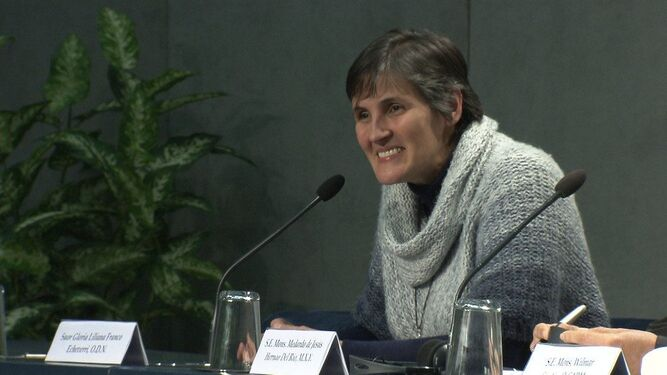 Suor Gloria Liliana Franco
Echeverri, O.D.N.
S.E. Mons. Medardo de Jesús
Henao Del Río, M.X.Y.
S.E. Mons. Wilmar